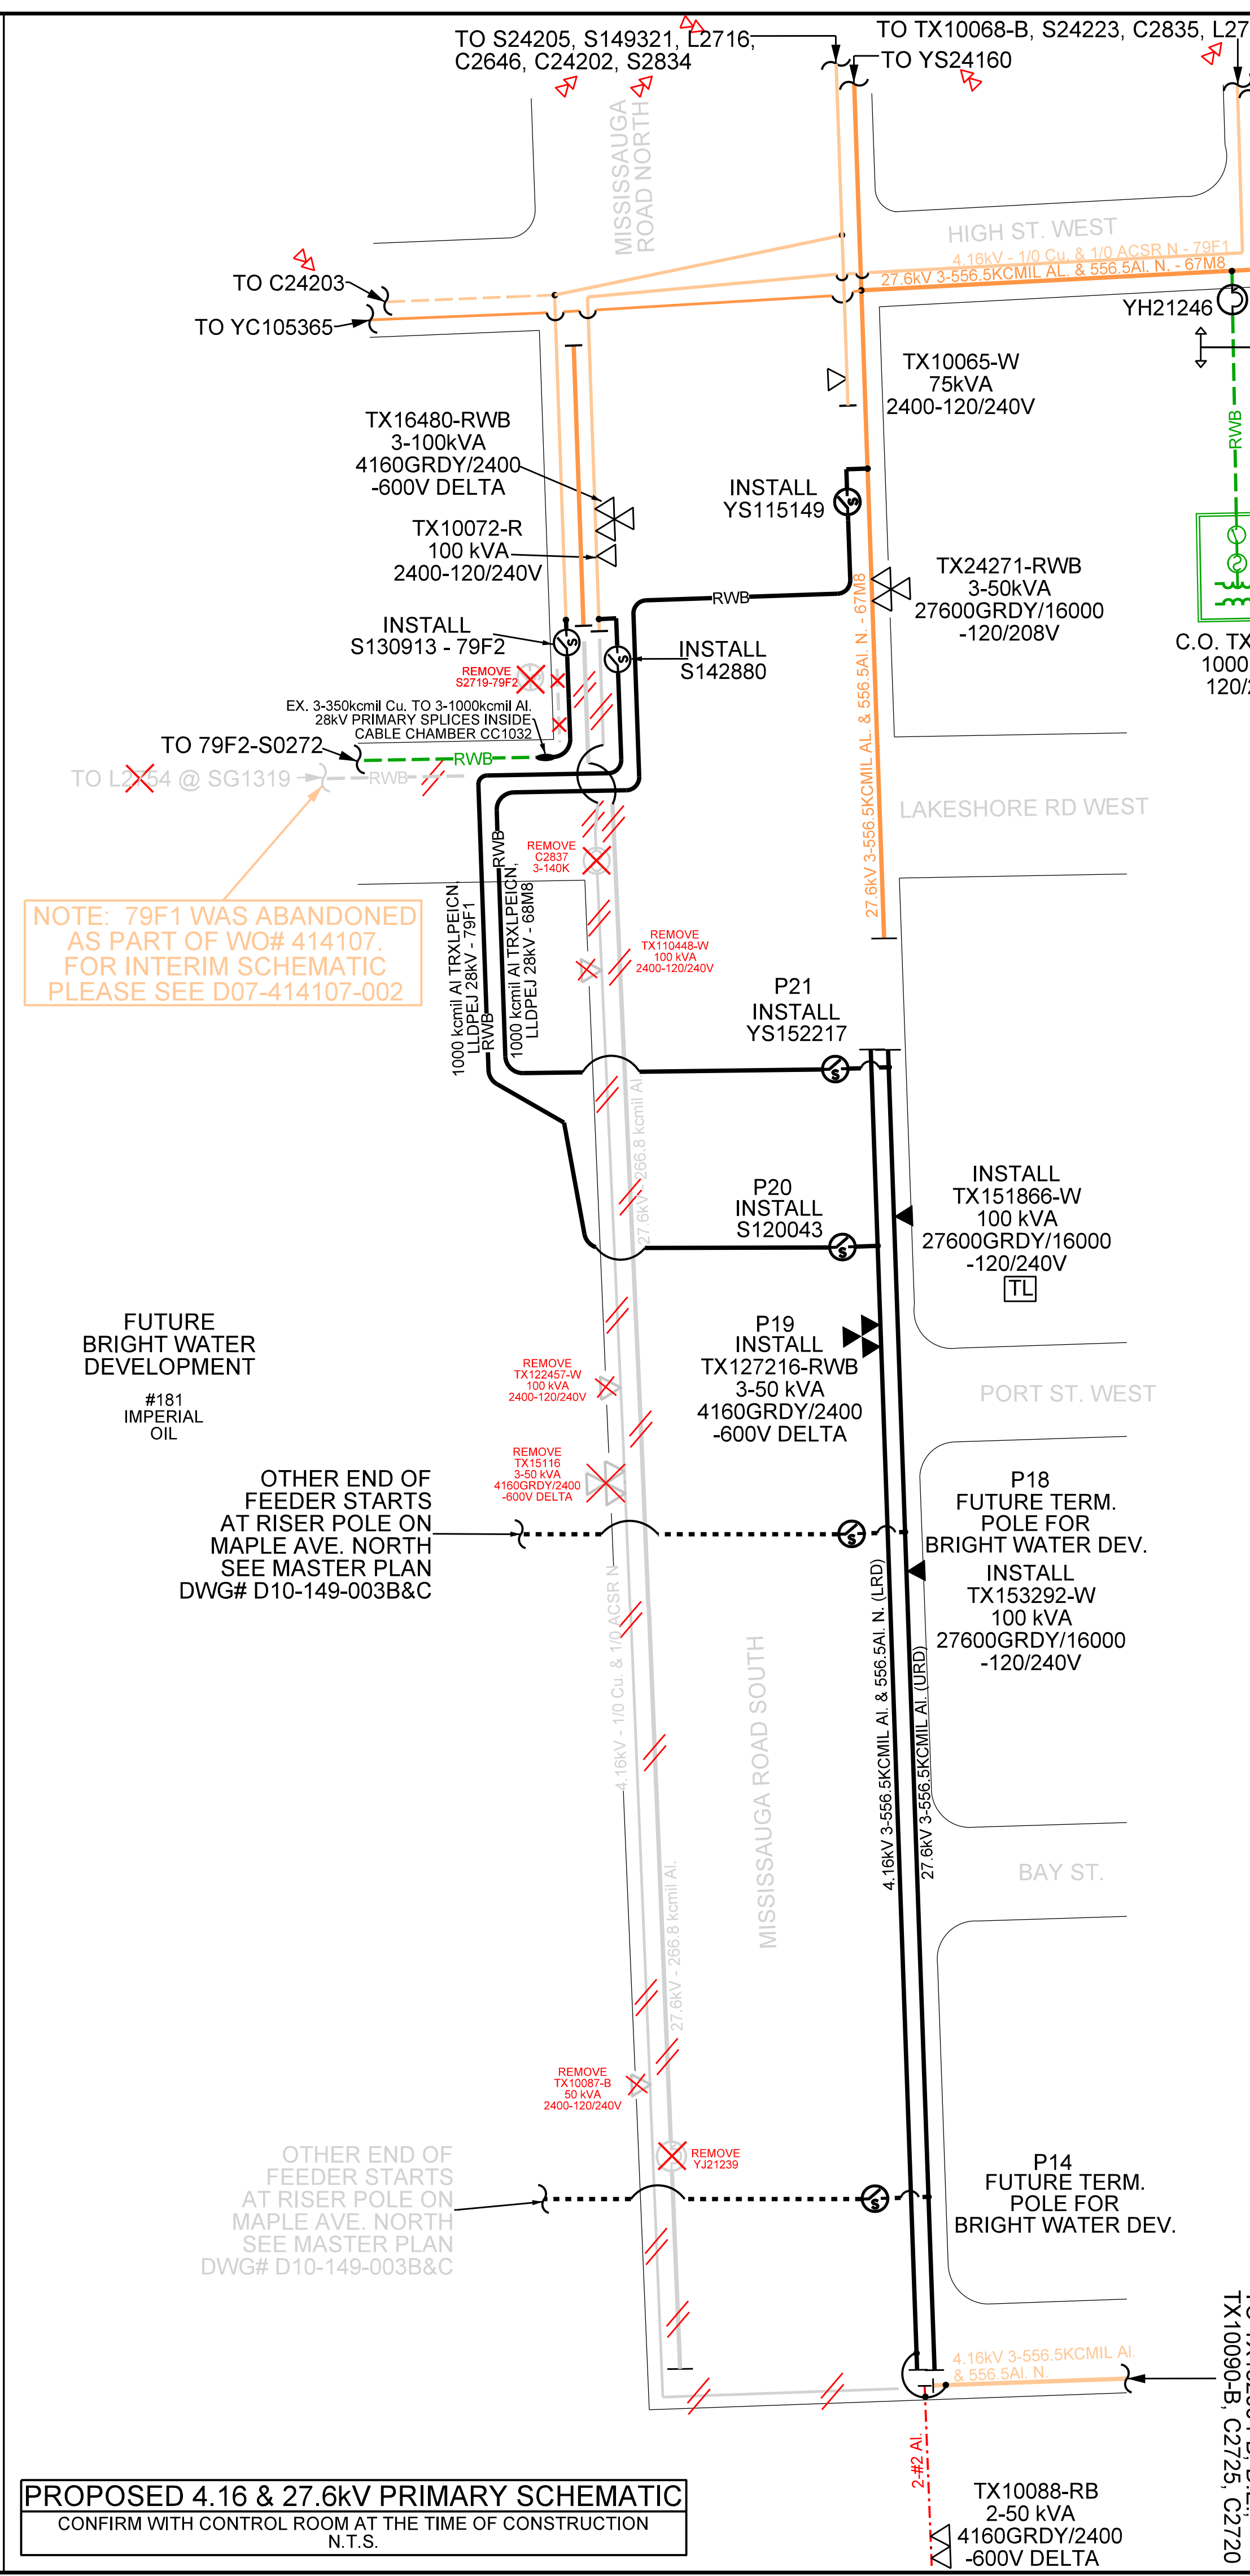 TO S24205, S149321, L2716,
C2646, C24202, S2834
TO TX10068-B, S24223, C2835, L27
TO YS24160
MISSISSAUGA
ROAD NORTH
HIGH ST. WEST
4.16kV - 1/0 Cu. & 1/0 ACSR N - 79F1
27.6kV 3-556.5KCMIL AL. & 556.5Al. N. - 67M8
TO C24203
TO YC105365
YH21246
RWB
TX10065-W
75kVA
2400-120/240V
TX16480-RWB
3-100kVA
4160GRDY/2400
-600V DELTA
TX10072-R
100 kVA
2400-120/240V
INSTALL
YS115149
RWB
TX24271-RWB
3-50kVA
27600GRDY/16000
-120/208V
27.6kV 3-556.5KCMIL AL. & 556.5Al. N. - 67M8
INSTALL
S130913 - 79F2
INSTALL
S142880
REMOVE
S2719-79F2
C.O. TX
1000
120/2
EX. 3-350kcmil Cu. TO 3-1000kcmil Al.
28kV PRIMARY SPLICES INSIDE
CABLE CHAMBER CC1032
TO 79F2-S0272
RWB
TO L2754 @ SG1319
RWB
LAKESHORE RD WEST
REMOVE
C2837
3-140K
RWB
RWB
1000 kcmil Al TRXLPEICN,
LLDPEJ 28kV - 79F1
1000 kcmil Al TRXLPEICN,
LLDPEJ 28kV - 68M8
NOTE: 79F1 WAS ABANDONED
AS PART OF WO# 414107.
FOR INTERIM SCHEMATIC
PLEASE SEE D07-414107-002
REMOVE
TX110448-W
100 kVA
2400-120/240V
P21
INSTALL
YS152217
27.6kV - 266.8 kcmil Al
P20
INSTALL
S120043
INSTALL
TX151866-W
100 kVA
27600GRDY/16000
-120/240V
TL
FUTURE
BRIGHT WATER
DEVELOPMENT
#181
IMPERIAL
OIL
P19
INSTALL
TX127216-RWB
3-50 kVA
4160GRDY/2400
-600V DELTA
REMOVE
TX122457-W
100 kVA
2400-120/240V
PORT ST. WEST
REMOVE
TX15116
3-50 kVA
4160GRDY/2400
-600V DELTA
OTHER END OF
FEEDER STARTS
AT RISER POLE ON
MAPLE AVE. NORTH
SEE MASTER PLAN
DWG# D10-149-003B&C
P18
FUTURE TERM.
POLE FOR
BRIGHT WATER DEV.
INSTALL
TX153292-W
100 kVA
27600GRDY/16000
-120/240V
4.16kV - 1/0 Cu. & 1/0 ACSR N
MISSISSAUGA ROAD SOUTH
4.16kV 3-556.5KCMIL Al. & 556.5Al. N. (LRD)
27.6kV 3-556.5KCMIL Al. (URD)
BAY ST.
27.6kV - 266.8 kcmil Al.
REMOVE
TX10087-B
50 kVA
2400-120/240V
REMOVE
YJ21239
OTHER END OF
FEEDER STARTS
AT RISER POLE ON
MAPLE AVE. NORTH
SEE MASTER PLAN
DWG# D10-149-003B&C
P14
FUTURE TERM.
POLE FOR
BRIGHT WATER DEV.
4.16kV 3-556.5KCMIL Al.
& 556.5Al. N.
TX10090-B, C2725, C2720
2-#2 Al.
TX10088-RB
2-50 kVA
4160GRDY/2400
-600V DELTA
PROPOSED 4.16 & 27.6kV PRIMARY SCHEMATIC
CONFIRM WITH CONTROL ROOM AT THE TIME OF CONSTRUCTION
N.T.S.